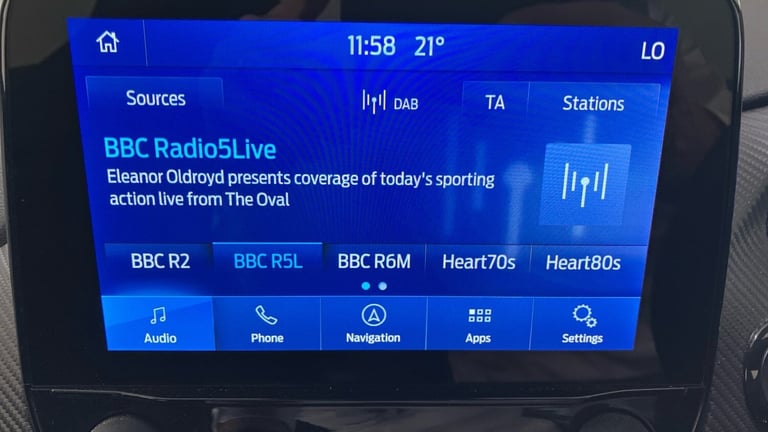 11:58 21° LO
Sources DAB TA Stations
BBC Radio5Live
Eleanor Oldroyd presents coverage of today's sporting
action live from The Oval
BBC R2 BBC R5L BBC R6M Heart70s Heart80s
Audio Phone Navigation Apps Settings